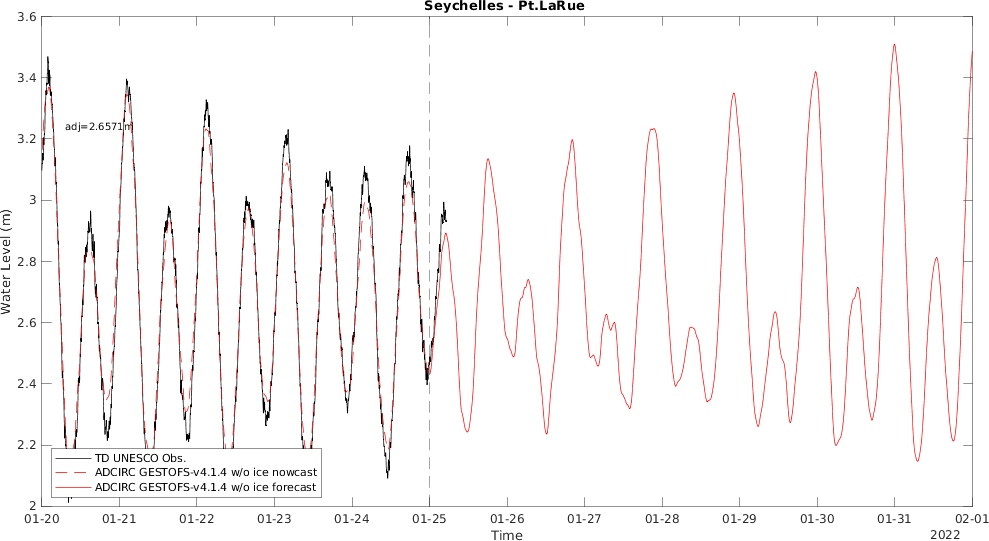 Seychelles - Pt.LaRue
3.6
3.4
3.2
3
2.8
2.6
2.4
2.2
2
Water Level (m)
adj=2.6571m
TD UNESCO Obs.
ADCIRC GESTOFS-v4.1.4 w/o ice nowcast
ADCIRC GESTOFS-v4.1.4 w/o ice forecast
01-20 01-21 01-22 01-23 01-24 01-25 01-26 01-27 01-28 01-29 01-30 01-31 02-01
Time
2022